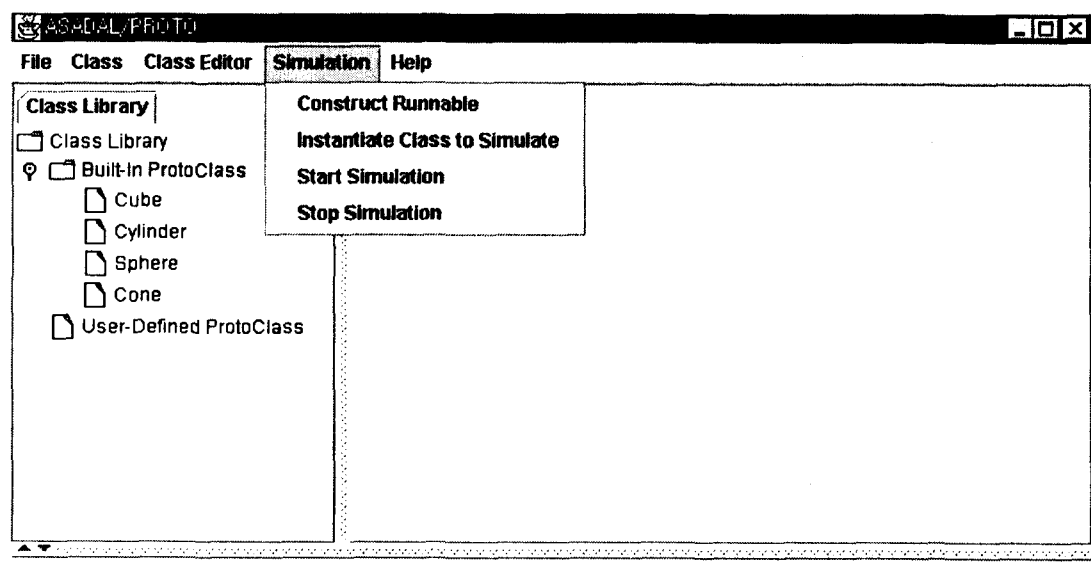 ASADAL/PROTO
File Class Class Editor Simulation Help
Class Library
Class Library
Built-In ProtoClass
Cube
Cylinder
Sphere
Cone
User-Defined ProtoClass
Construct Runnable
Instantiate Class to Simulate
Start Simulation
Stop Simulation